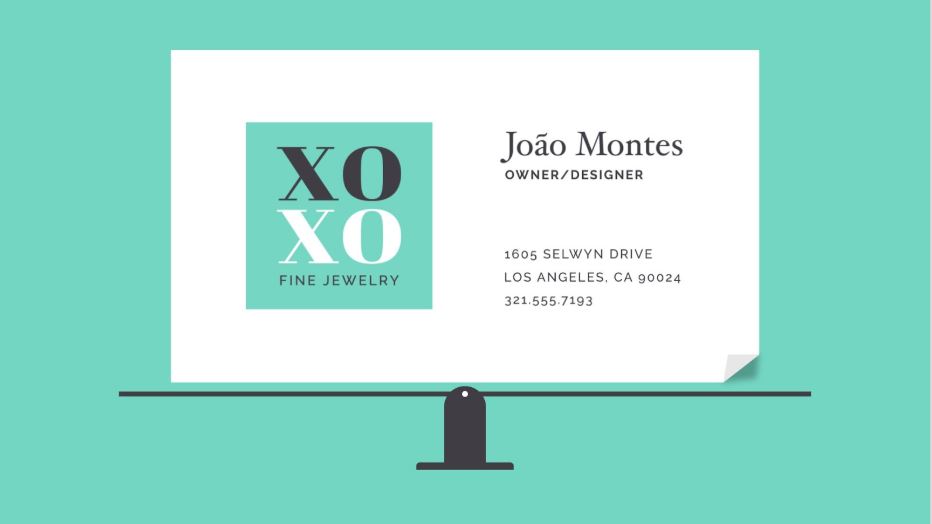 XO
XO
FINE JEWELRY
João Montes
OWNER/DESIGNER
1605 SELWYN DRIVE
LOS ANGELES, CA 90024
321.555.7193